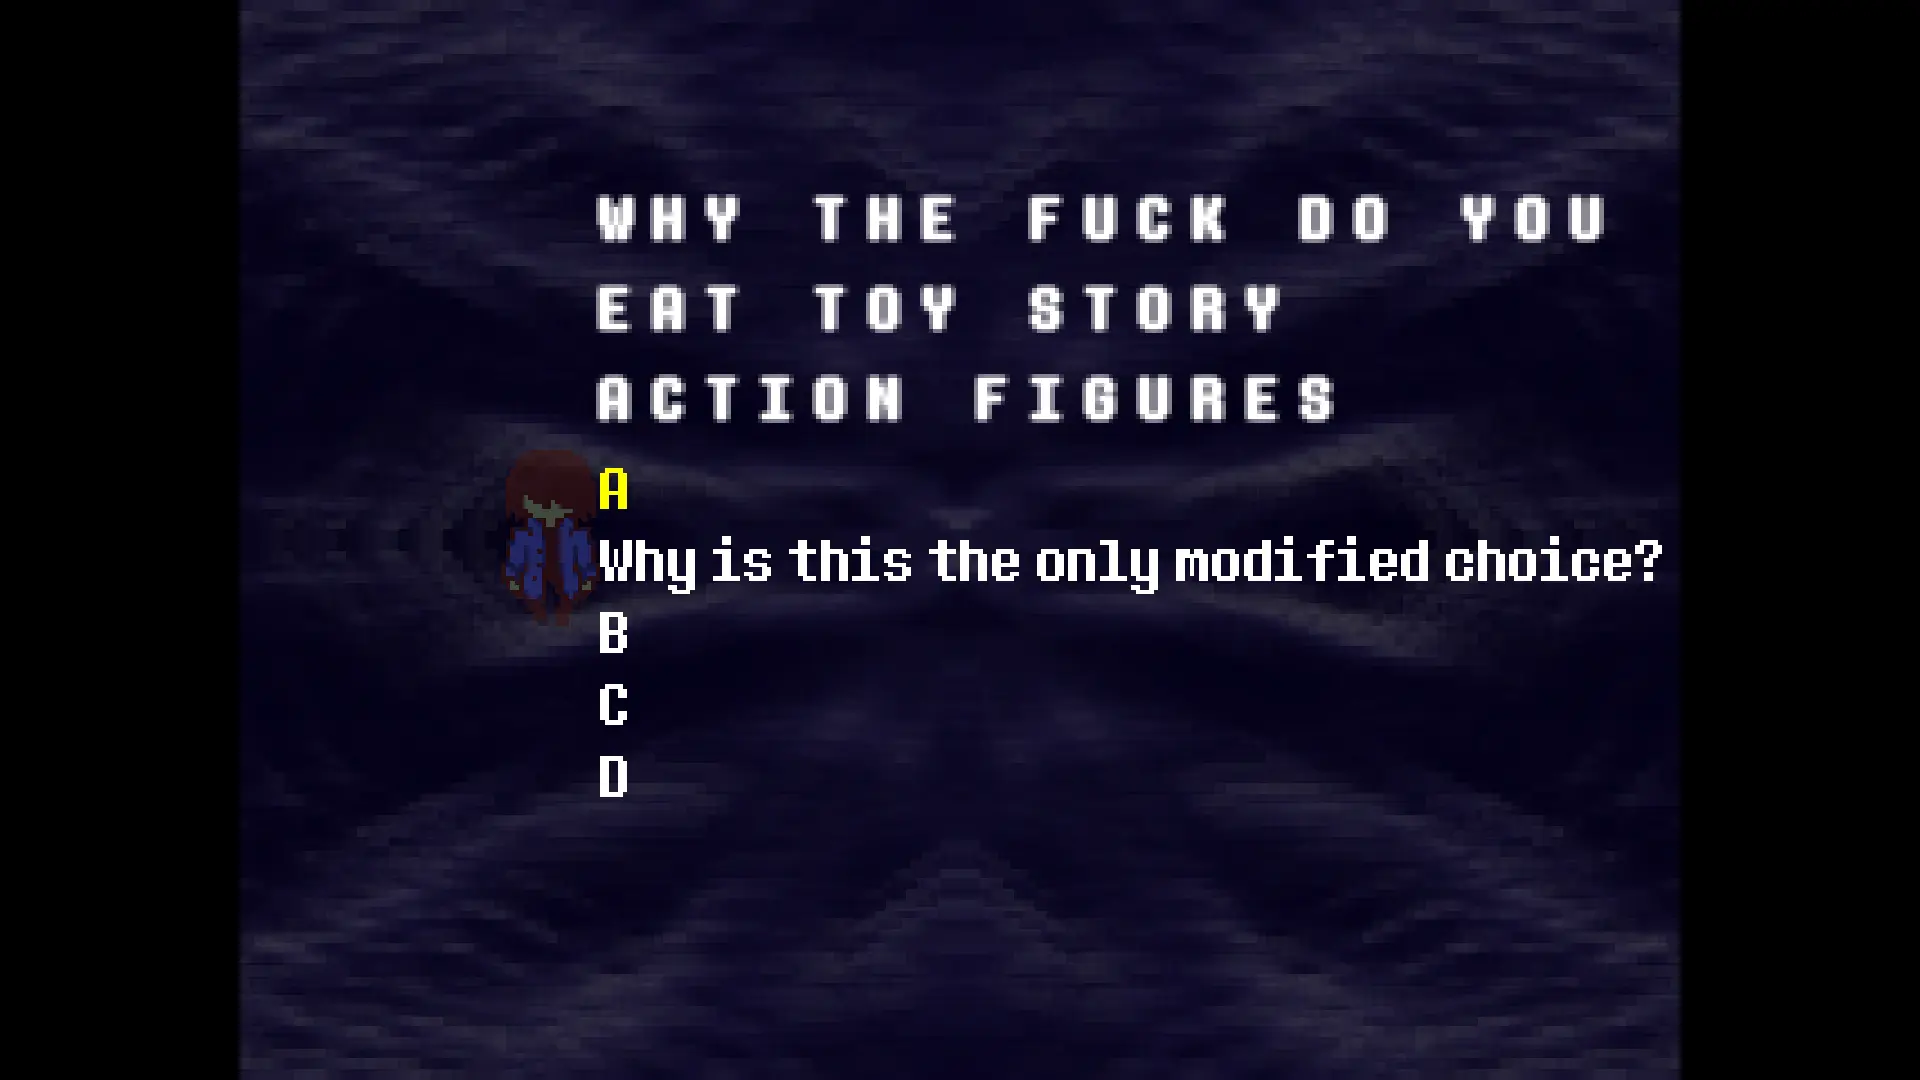 WHY THE FUCK DO YOU
EAT TOY STORY
ACTION FIGURES
A
Why is this the only modified choice?
B
C
D